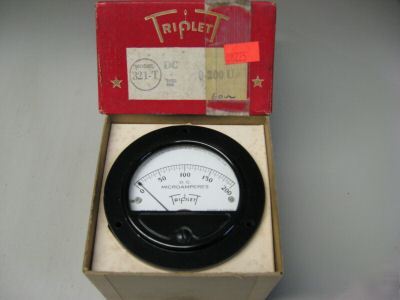 TRIPLETT
MODEL
321-T
DC
0-200 U
0 50 100 150 200
D. C.
MICROAMPERES
TRIPLETT